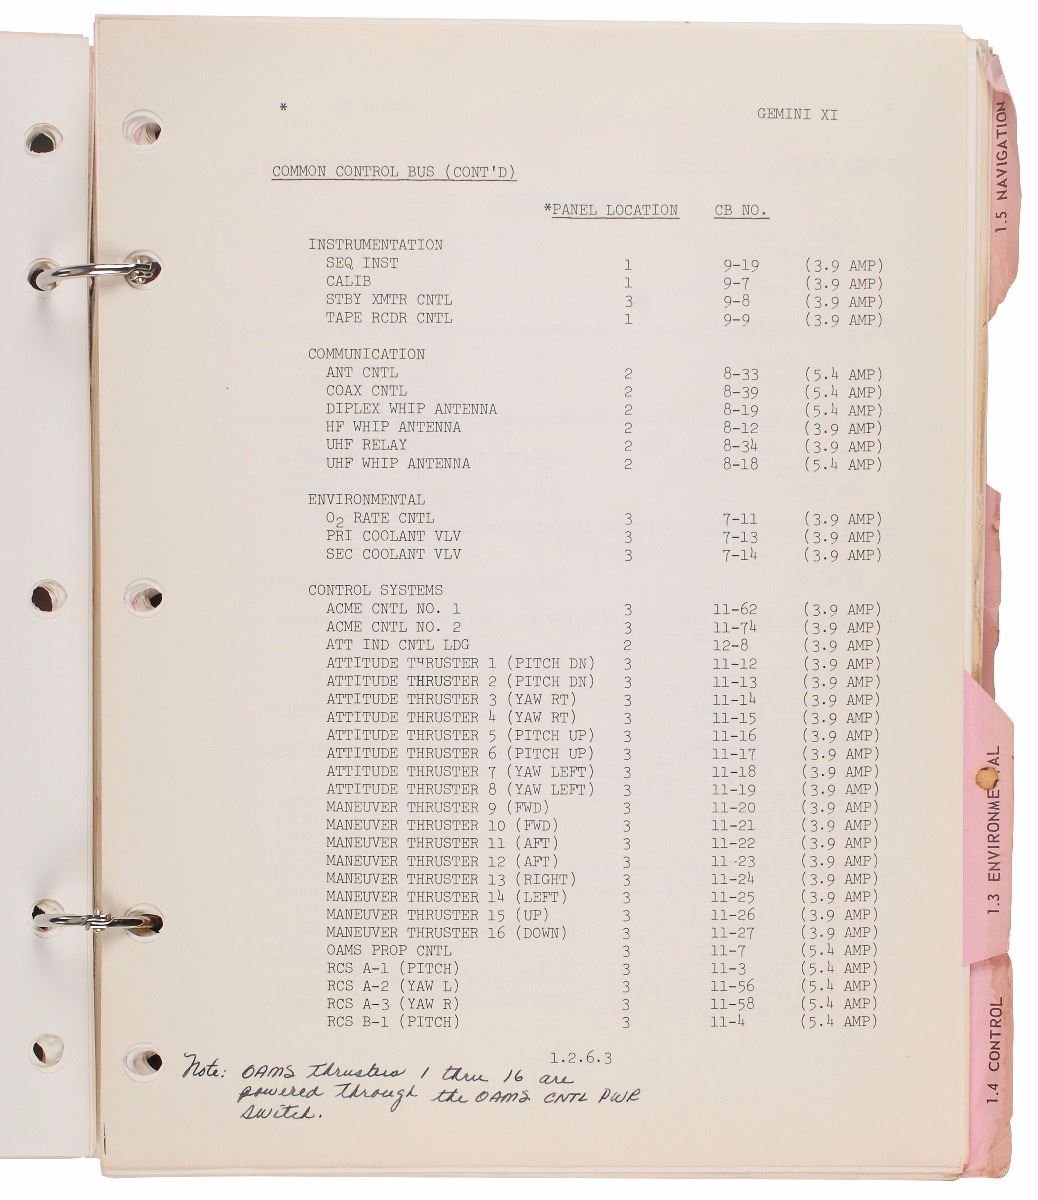 *
GEMINI XI
COMMON CONTROL BUS (CONT'D)
*PANEL LOCATION CB NO.
INSTRUMENTATION
SEQ INST 1 9-19 (3.9 AMP)
CALIB 1 9-7 (3.9 AMP)
STBY XMTR CNTL 3 9-8 (3.9 AMP)
TAPE RCDR CNTL 1 9-9 (3.9 AMP)
COMMUNICATION
ANT CNTL 2 8-33 (5.4 AMP)
COAX CNTL 2 8-39 (5.4 AMP)
DIPLEX WHIP ANTENNA 2 8-19 (5.4 AMP)
HF WHIP ANTENNA 2 8-12 (3.9 AMP)
UHF RELAY 2 8-34 (3.9 AMP)
UHF WHIP ANTENNA 2 8-18 (5.4 AMP)
ENVIRONMENTAL
O2 RATE CNTL 3 7-11 (3.9 AMP)
PRI COOLANT VLV 3 7-13 (3.9 AMP)
SEC COOLANT VLV 3 7-14 (3.9 AMP)
CONTROL SYSTEMS
ACME CNTL NO. 1 3 11-62 (3.9 AMP)
ACME CNTL NO. 2 3 11-74 (3.9 AMP)
ATT IND CNTL LDG 2 12-8 (3.9 AMP)
ATTITUDE THRUSTER 1 (PITCH DN) 3 11-12 (3.9 AMP)
ATTITUDE THRUSTER 2 (PITCH DN) 3 11-13 (3.9 AMP)
ATTITUDE THRUSTER 3 (YAW RT) 3 11-14 (3.9 AMP)
ATTITUDE THRUSTER 4 (YAW RT) 3 11-15 (3.9 AMP)
ATTITUDE THRUSTER 5 (PITCH UP) 3 11-16 (3.9 AMP)
ATTITUDE THRUSTER 6 (PITCH UP) 3 11-17 (3.9 AMP)
ATTITUDE THRUSTER 7 (YAW LEFT) 3 11-18 (3.9 AMP)
ATTITUDE THRUSTER 8 (YAW LEFT) 3 11-19 (3.9 AMP)
MANEUVER THRUSTER 9 (FWD) 3 11-20 (3.9 AMP)
MANEUVER THRUSTER 10 (FWD) 3 11-21 (3.9 AMP)
MANEUVER THRUSTER 11 (AFT) 3 11-22 (3.9 AMP)
MANEUVER THRUSTER 12 (AFT) 3 11-23 (3.9 AMP)
MANEUVER THRUSTER 13 (RIGHT) 3 11-24 (3.9 AMP)
MANEUVER THRUSTER 14 (LEFT) 3 11-25 (3.9 AMP)
MANEUVER THRUSTER 15 (UP) 3 11-26 (3.9 AMP)
MANEUVER THRUSTER 16 (DOWN) 3 11-27 (3.9 AMP)
OAMS PROP CNTL 3 11-7 (5.4 AMP)
RCS A-1 (PITCH) 3 11-3 (5.4 AMP)
RCS A-2 (YAW L) 3 11-56 (5.4 AMP)
RCS A-3 (YAW R) 3 11-58 (5.4 AMP)
RCS B-1 (PITCH) 3 11-4 (5.4 AMP)
1.2.6.3
Note: OAMS thrusters 1 thru 16 are
powered through the OAMS CNTL PWR
switch.
1.5 NAVIGATION
1.3 ENVIRONMENTAL
1.4 CONTROL